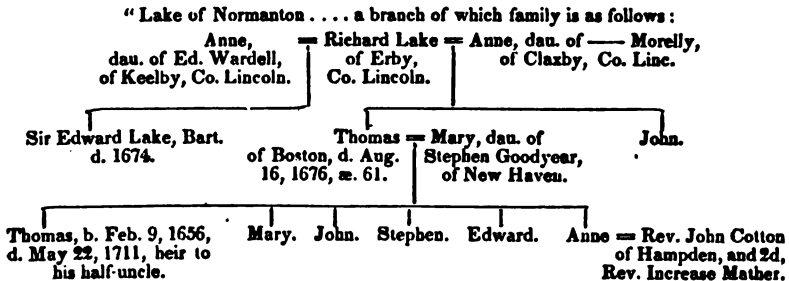 "Lake of Normanton .... a branch of which family is as follows:
Anne, = Richard Lake = Anne, dau. of —— Morelly,
dau. of Ed. Wardell, of Erby, of Claxby, Co. Linc.
of Keelby, Co. Lincoln. Co. Lincoln.
Sir Edward Lake, Bart. Thomas = Mary, dau. of John.
d. 1674. of Boston, d. Aug. Stephen Goodyear,
16, 1676, æ. 61. of New Haven.
Thomas, b. Feb. 9, 1656, Mary. John. Stephen. Edward. Anne = Rev. John Cotton
d. May 22, 1711, heir to of Hampden, and 2d,
his half-uncle. Rev. Increase Mather.